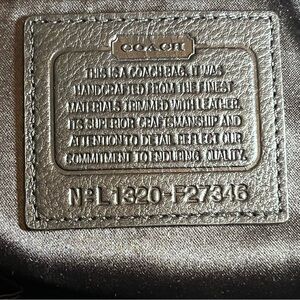 COACH
THIS IS A COACH BAG. IT WAS
HANDCRAFTED FROM THE FINEST
MATERIALS TRIMMED WITH LEATHER.
ITS SUPERIOR CRAFTSMANSHIP AND
ATTENTION TO DETAIL REFLECT OUR
COMMITMENT TO ENDURING QUALITY.
Nº L1320-F27346